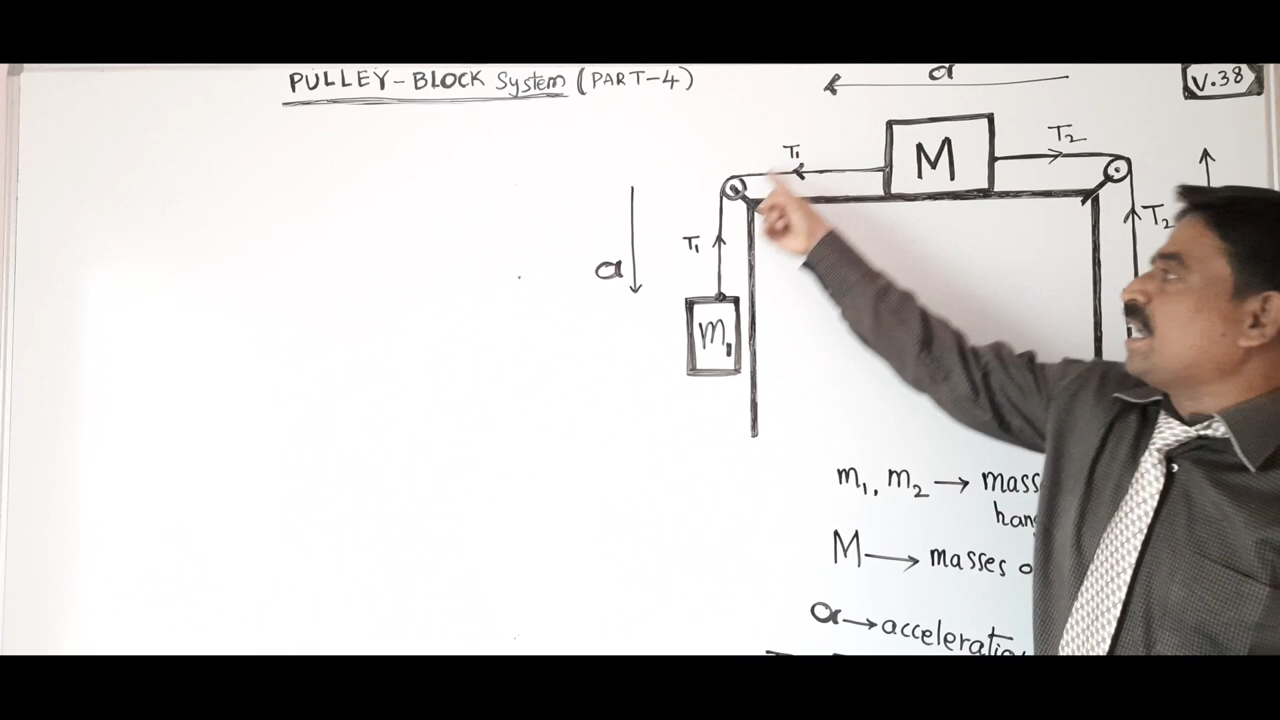 PULLEY-BLOCK System (PART-4)
a
V.38
T1
M
T2
T1
T2
a
m1
m1, m2 → mass
M → masses
a → acceleratio